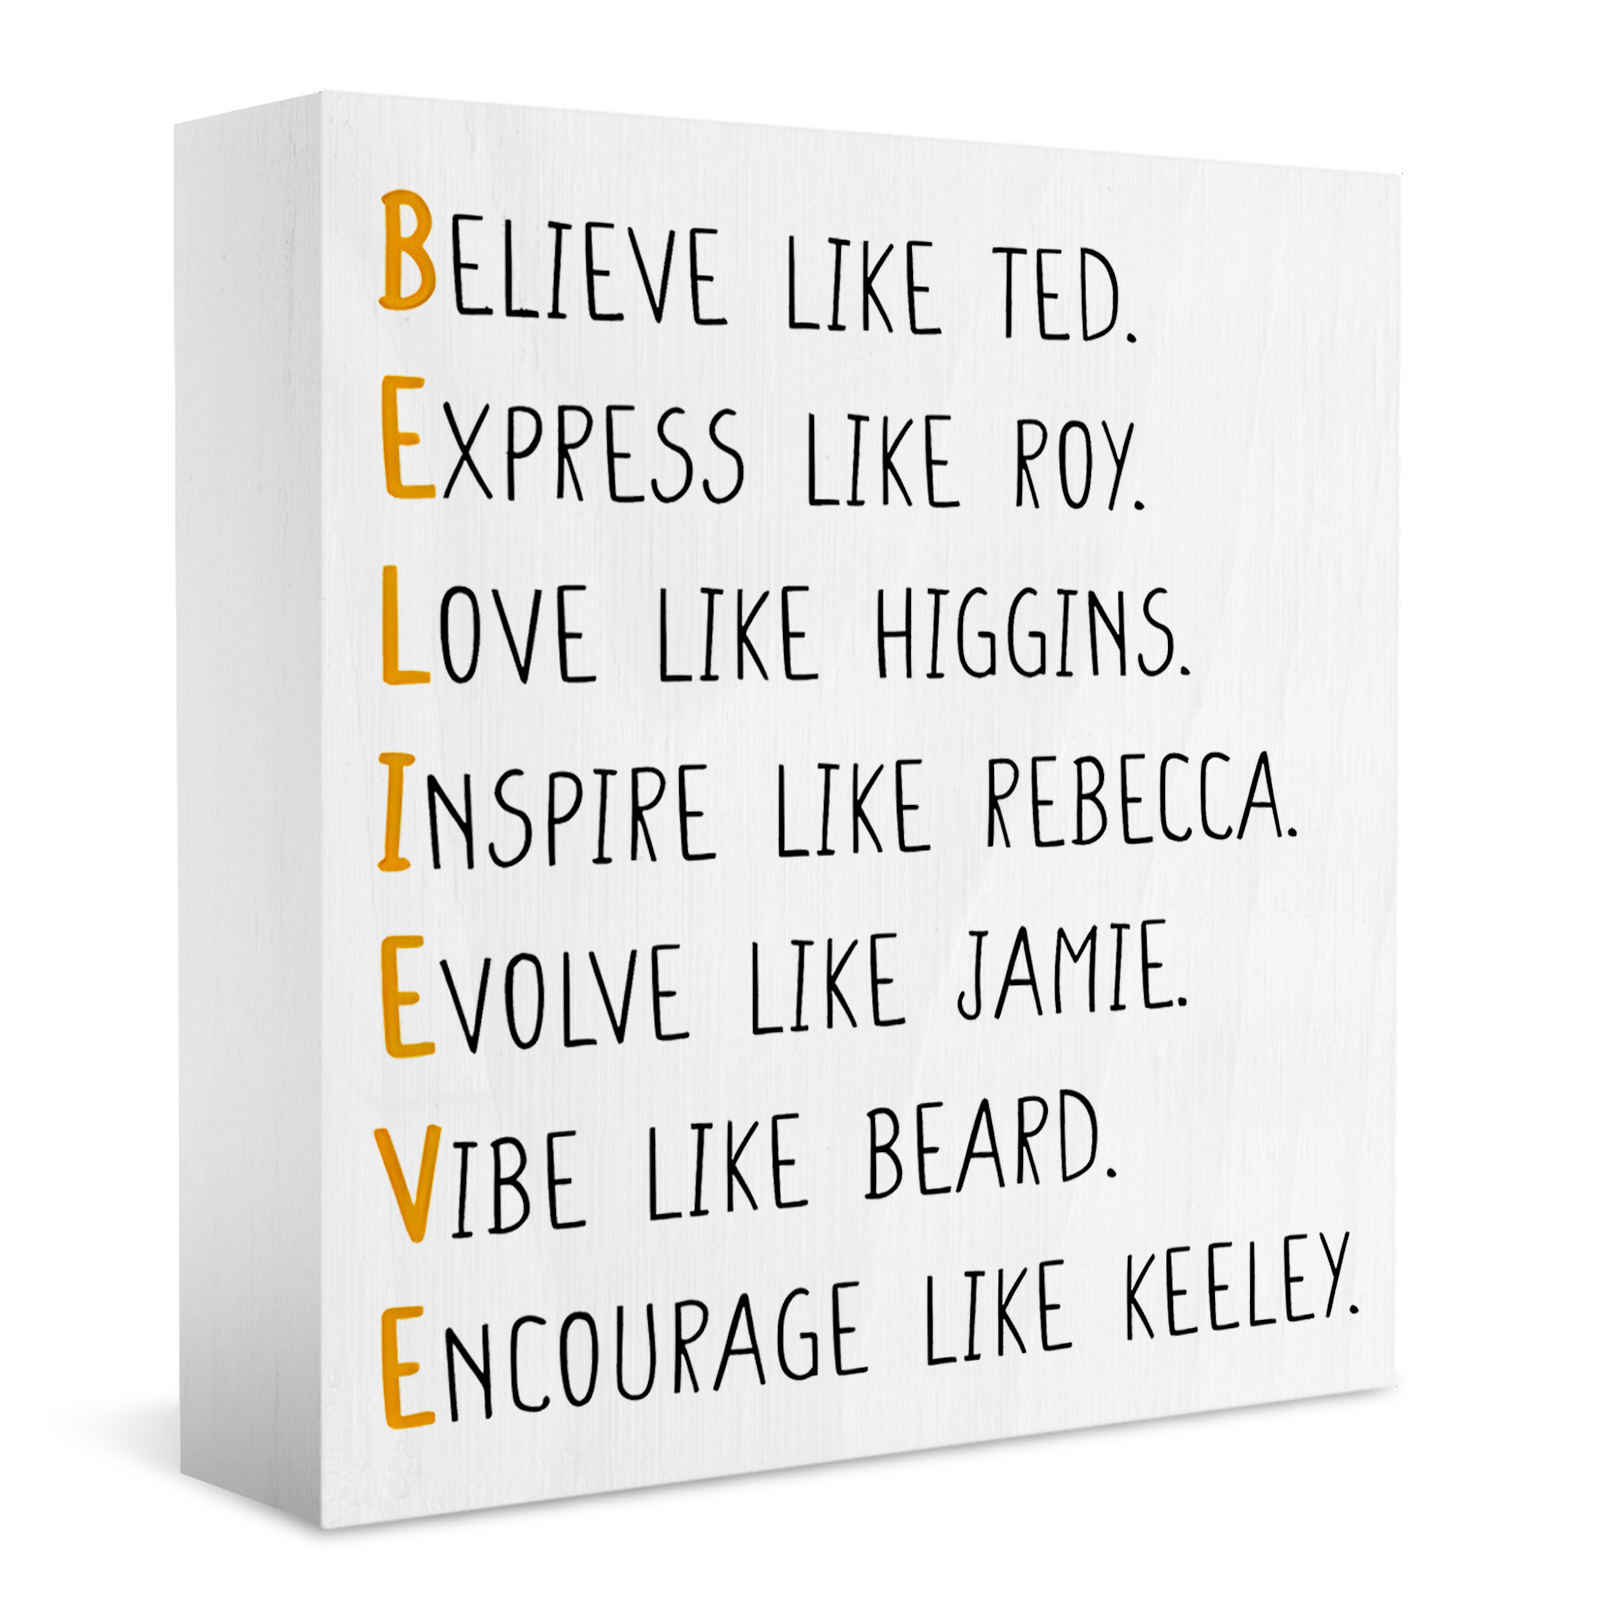 BELIEVE LIKE TED.
EXPRESS LIKE ROY.
LOVE LIKE HIGGINS.
INSPIRE LIKE REBECCA.
EVOLVE LIKE JAMIE.
VIBE LIKE BEARD.
ENCOURAGE LIKE KEELEY.